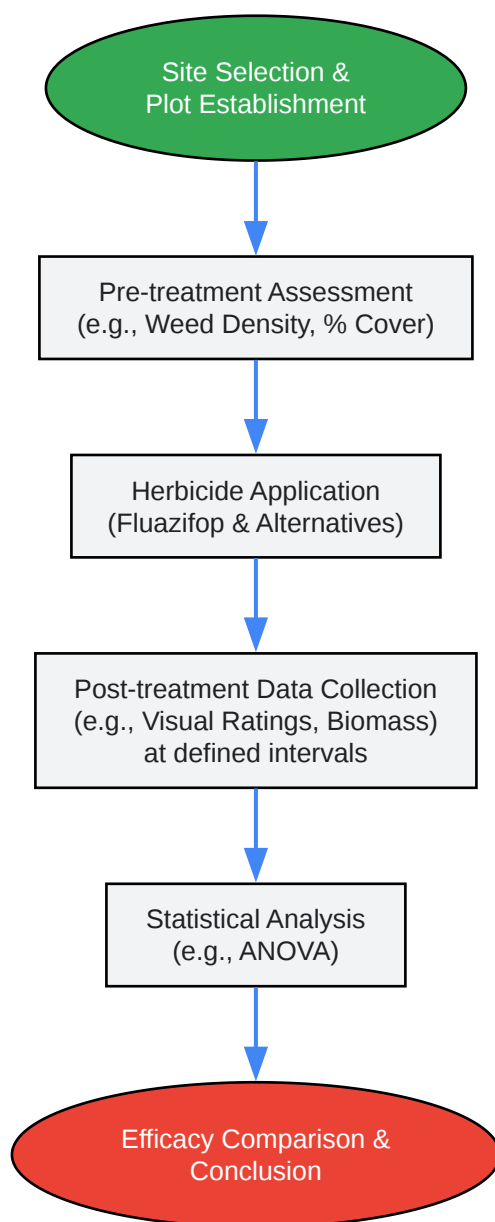 Site Selection &
Plot Establishment
Pre-treatment Assessment
(e.g., Weed Density, % Cover)
Herbicide Application
(Fluazifop & Alternatives)
Post-treatment Data Collection
(e.g., Visual Ratings, Biomass)
at defined intervals
Statistical Analysis
(e.g., ANOVA)
Efficacy Comparison &
Conclusion